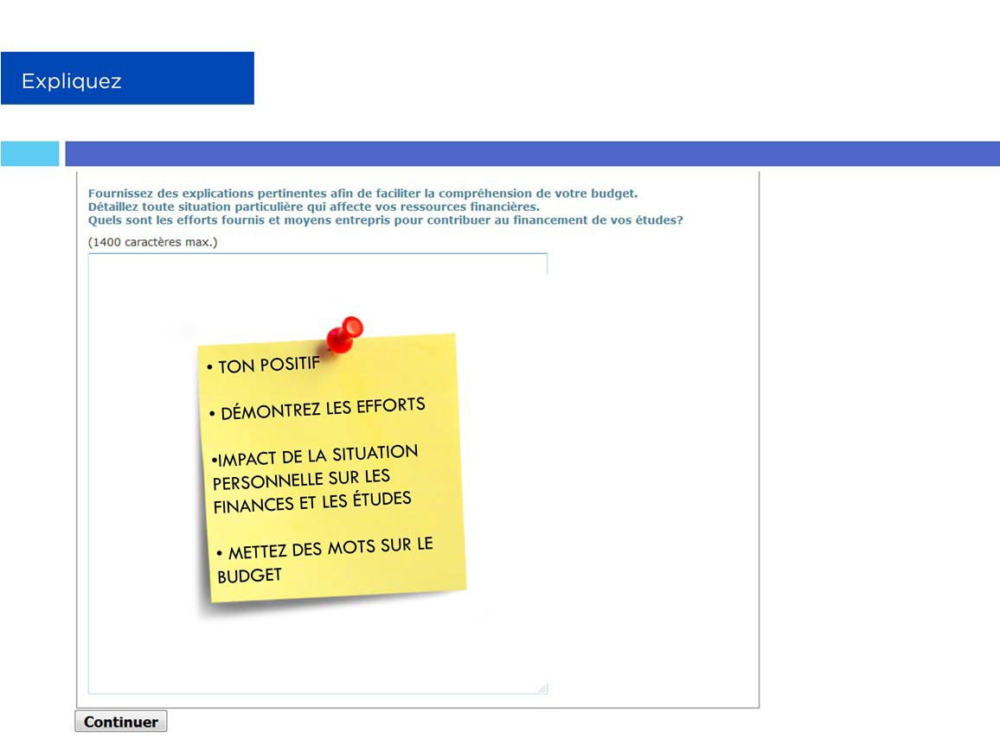 Expliquez
Fournissez des explications pertinentes afin de faciliter la compréhension de votre budget.
Détaillez toute situation particulière qui affecte vos ressources financières.
Quels sont les efforts fournis et moyens entrepris pour contribuer au financement de vos études?
(1400 caractères max.)
• TON POSITIF
• DÉMONTREZ LES EFFORTS
•IMPACT DE LA SITUATION
PERSONNELLE SUR LES
FINANCES ET LES ÉTUDES
• METTEZ DES MOTS SUR LE
BUDGET
Continuer